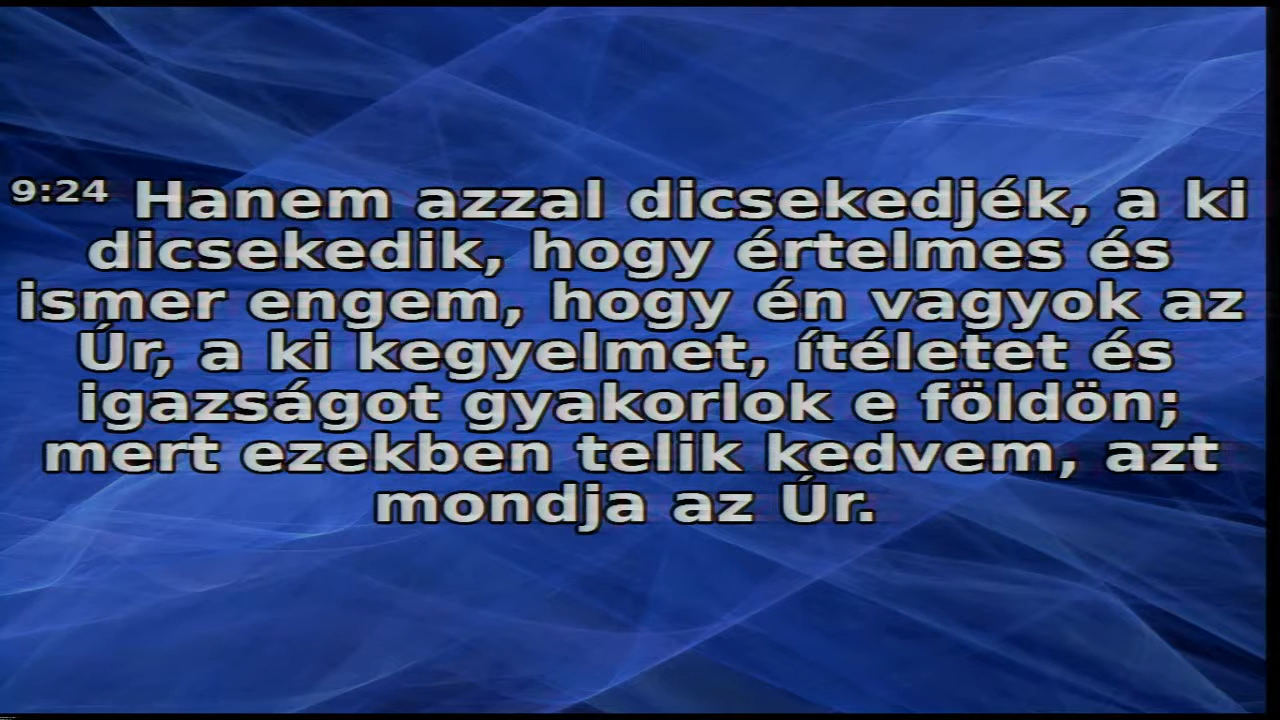 9:24 Hanem azzal dicsekedjék, a ki
dicsekedik, hogy értelmes és
ismer engem, hogy én vagyok az
Úr, a ki kegyelmet, ítéletet és
igazságot gyakorlok e földön;
mert ezekben telik kedvem, azt
mondja az Úr.